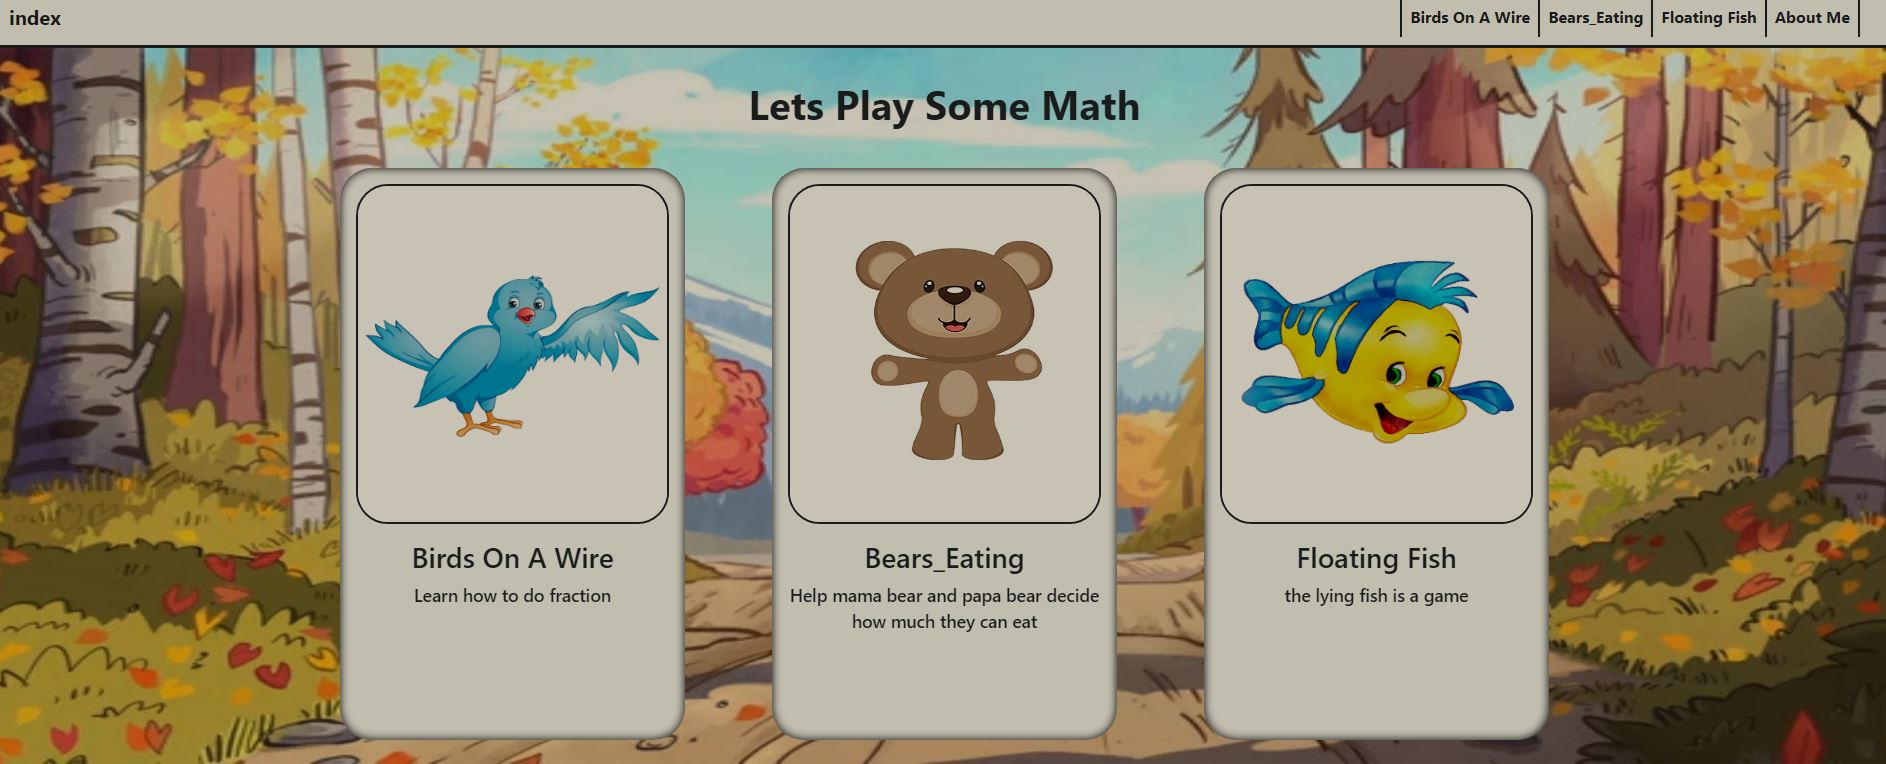 index
Birds On A Wire
Bears_Eating
Floating Fish
About Me
Lets Play Some Math
Birds On A Wire
Learn how to do fraction
Bears_Eating
Help mama bear and papa bear decide
how much they can eat
Floating Fish
the lying fish is a game